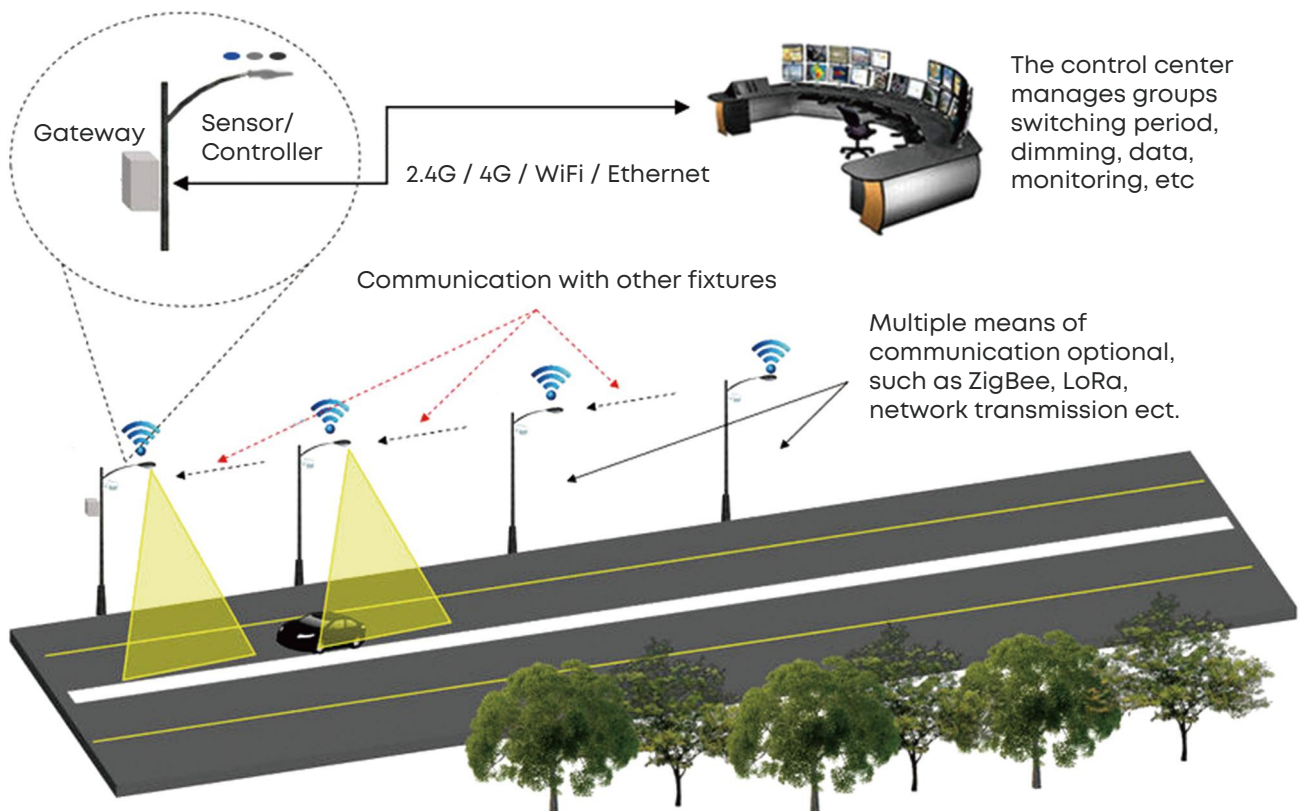 Gateway
Sensor/
Controller
2.4G / 4G / WiFi / Ethernet
The control center
manages groups
switching period,
dimming, data,
monitoring, etc
Communication with other fixtures
Multiple means of
communication optional,
such as ZigBee, LoRa,
network transmission ect.